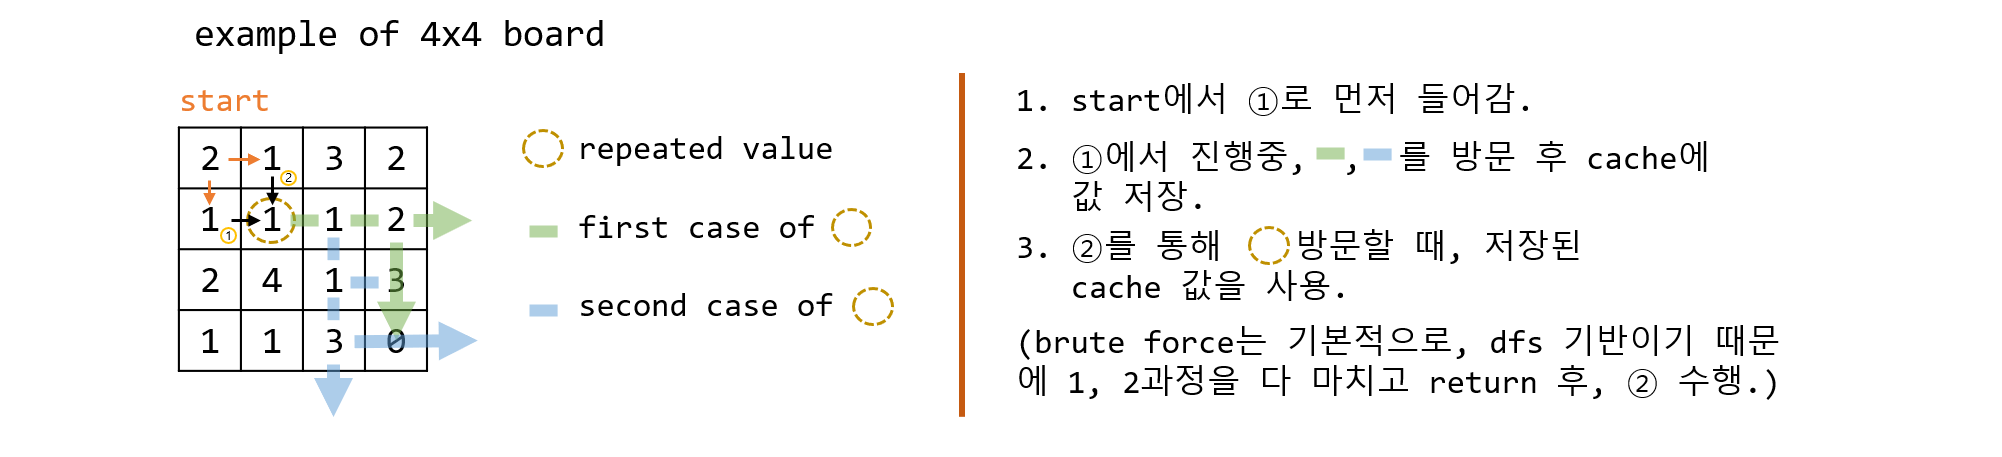 example of 4x4 board
start
2 1 3 2
②
1 1 1 2
①
2 4 1 3
1 1 3 0
repeated value
first case of
second case of
1. start에서 ①로 먼저 들어감.
2. ①에서 진행중, , 를 방문 후 cache에
값 저장.
3. ②를 통해 방문할 때, 저장된
cache 값을 사용.
(brute force는 기본적으로, dfs 기반이기 때문
에 1, 2과정을 다 마치고 return 후, ② 수행.)